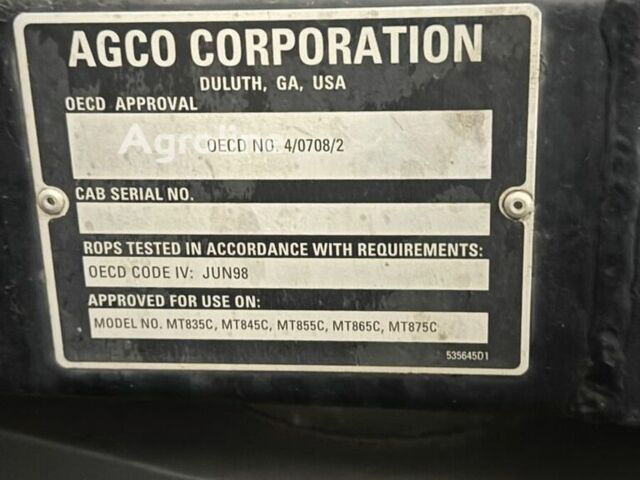 AGCO CORPORATION
DULUTH, GA, USA
OECD APPROVAL
Agroline
OECD NO. 4/0708/2
CAB SERIAL NO.
ROPS TESTED IN ACCORDANCE WITH REQUIREMENTS:
OECD CODE IV: JUN98
APPROVED FOR USE ON:
MODEL NO. MT835C, MT845C, MT855C, MT865C, MT875C
535645D1